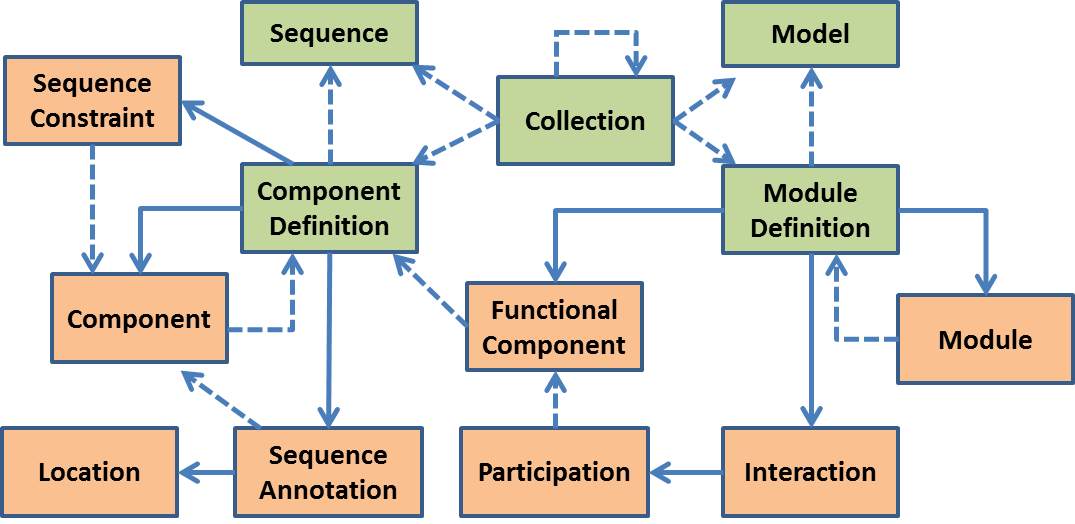 Sequence
Model
Sequence
Constraint
Collection
Component
Definition
Module
Definition
Component
Functional
Component
Module
Location
Sequence
Annotation
Participation
Interaction